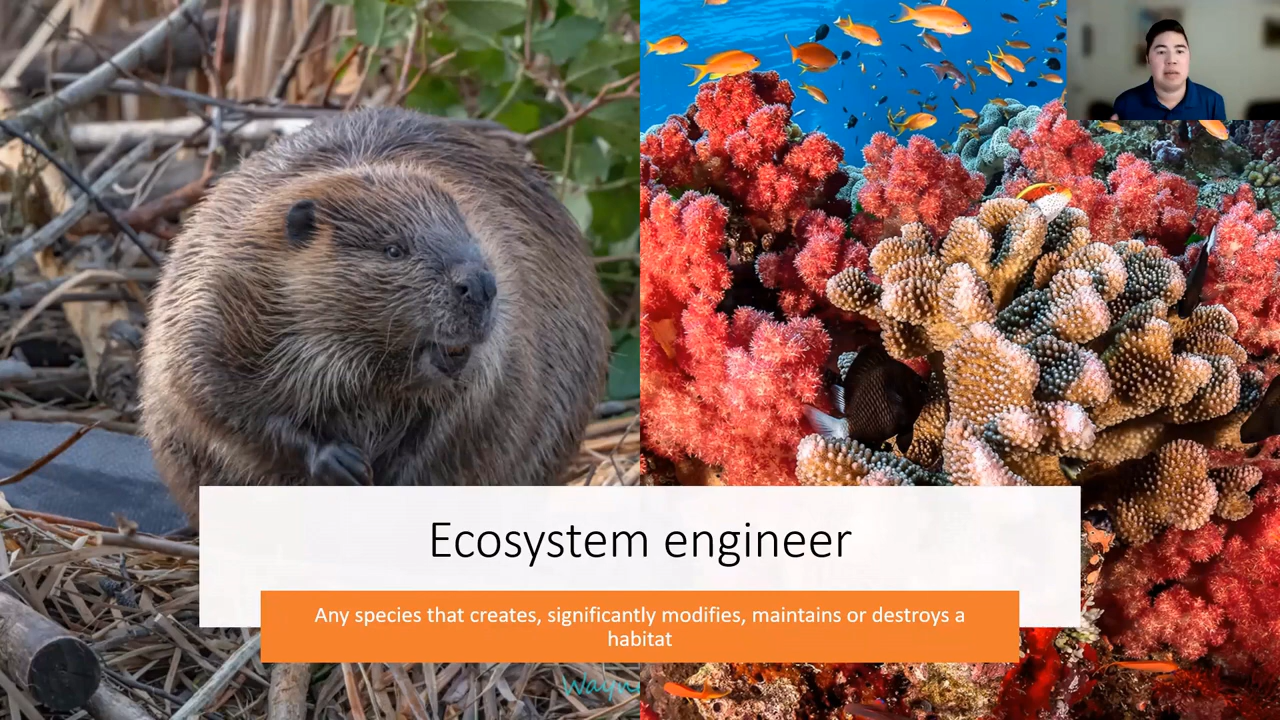 Ecosystem engineer
Any species that creates, significantly modifies, maintains or destroys a
habitat